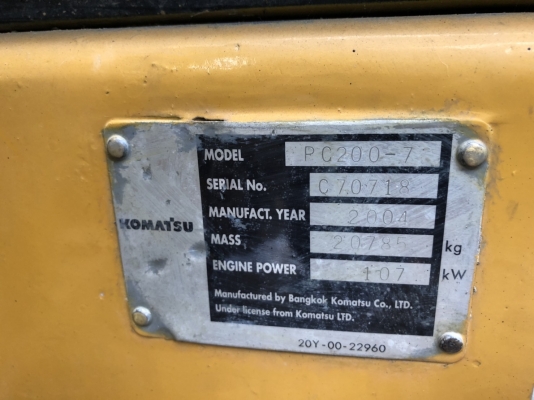 MODEL PC200-7
SERIAL No. C70718
MANUFACT. YEAR 2004
KOMATSU
MASS 20785 kg
ENGINE POWER 107 kW
Manufactured by Bangkok Komatsu Co., LTD.
Under license from Komatsu LTD.
20Y-00-22960